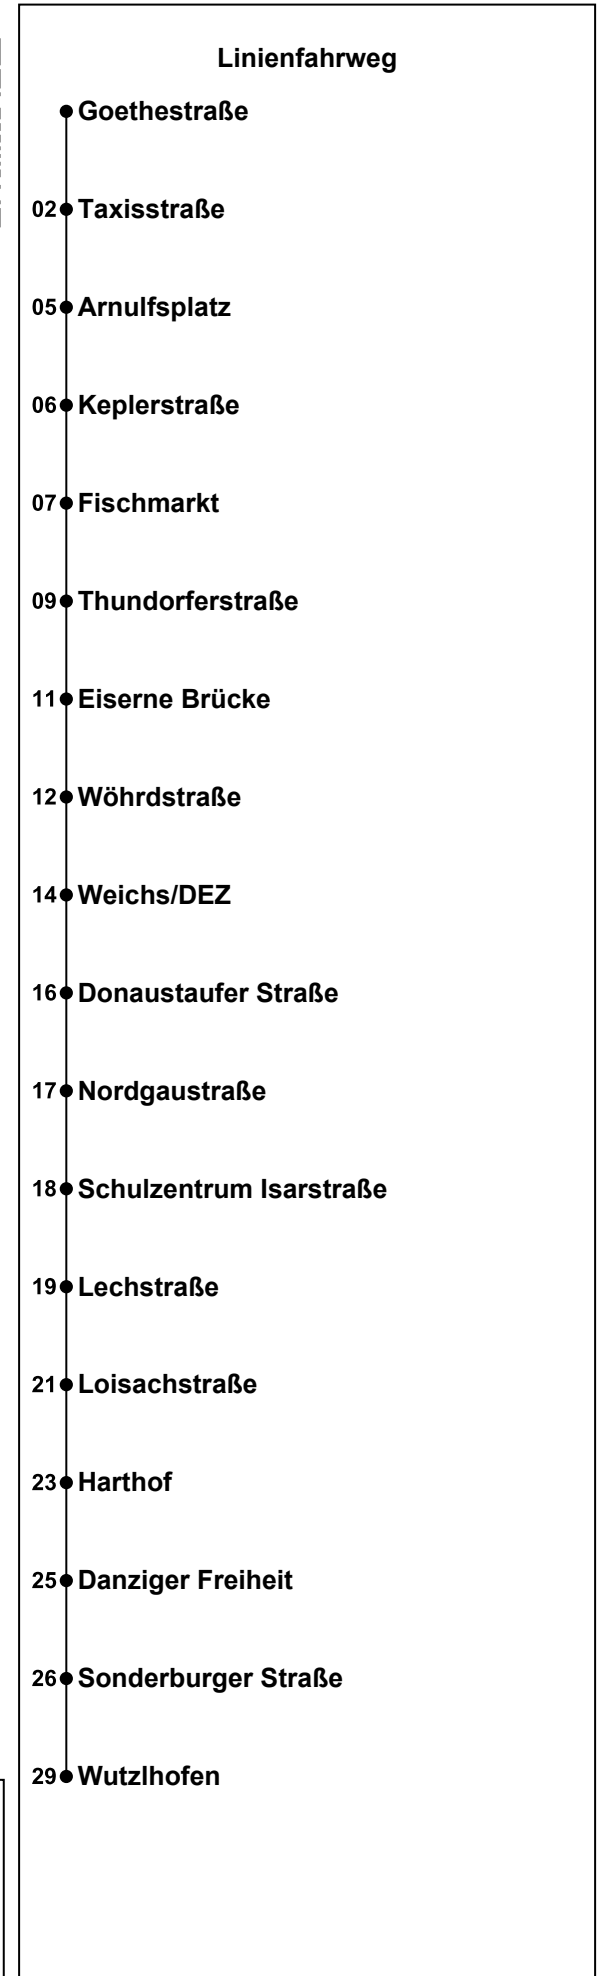 Linienfahrweg
Goethestraße
02 Taxisstraße
05 Arnulfsplatz
06 Keplerstraße
07 Fischmarkt
09 Thundorferstraße
11 Eiserne Brücke
12 Wöhrdstraße
14 Weichs/DEZ
16 Donaustaufer Straße
17 Nordgaustraße
18 Schulzentrum Isarstraße
19 Lechstraße
21 Loisachstraße
23 Harthof
25 Danziger Freiheit
26 Sonderburger Straße
29 Wutzlhofen